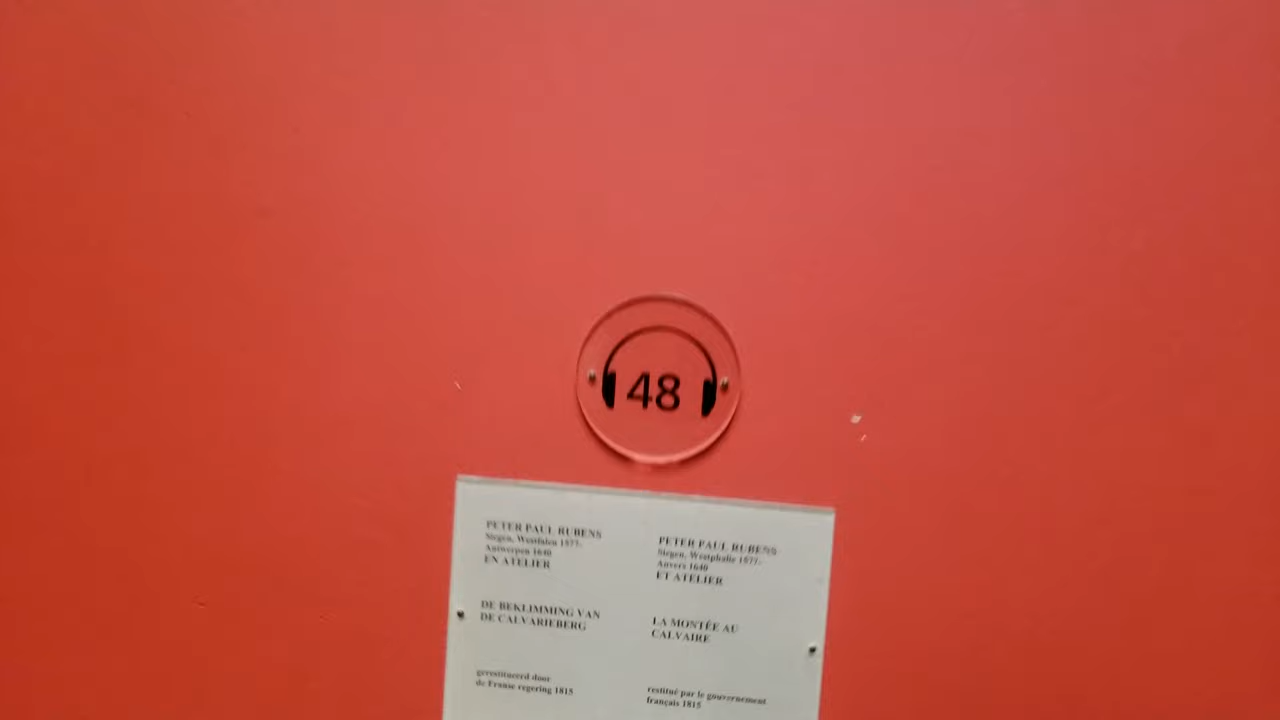 48
PETER PAUL RUBENS
Siegen, Westfalen 1577-
Antwerpen 1640
EN ATELIER
DE BEKLIMMING VAN
DE CALVARIEBERG
gerestitueerd door
de Franse regering 1815
PETER PAUL RUBENS
Siegen, Westphalie 1577-
Anvers 1640
ET ATELIER
LA MONTÉE AU
CALVAIRE
restitué par le gouvernement
français 1815